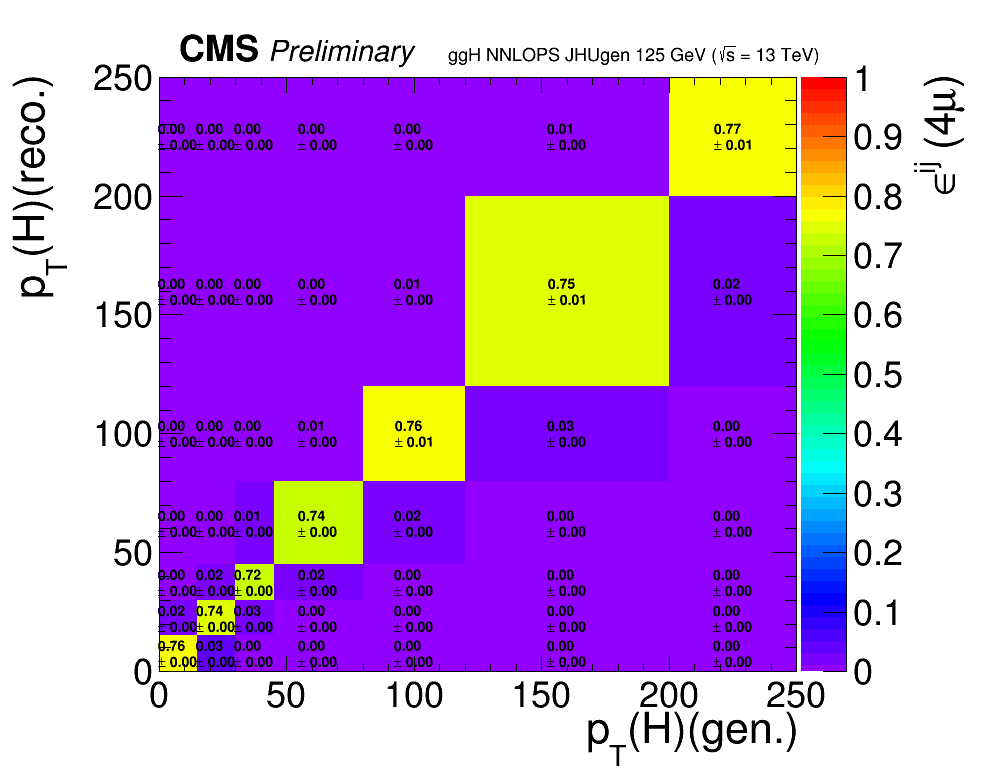 CMS Preliminary ggH NNLOPS JHUgen 125 GeV (√s = 13 TeV)
p_T(H)(reco.)
250
200
150
100
50
0
0.00 0.00 0.00 0.00 0.00 0.01 0.77
± 0.00 ± 0.00 ± 0.00 ± 0.00 ± 0.00 ± 0.00 ± 0.01
0.00 0.00 0.00 0.00 0.01 0.75 0.02
± 0.00 ± 0.00 ± 0.00 ± 0.00 ± 0.00 ± 0.01 ± 0.00
0.00 0.00 0.00 0.01 0.76 0.03 0.00
± 0.00 ± 0.00 ± 0.00 ± 0.00 ± 0.01 ± 0.00 ± 0.00
0.00 0.00 0.01 0.74 0.02 0.00 0.00
± 0.00 ± 0.00 ± 0.00 ± 0.00 ± 0.00 ± 0.00 ± 0.00
0.00 0.02 0.72 0.02 0.00 0.00 0.00
± 0.00 ± 0.00 ± 0.00 ± 0.00 ± 0.00 ± 0.00 ± 0.00
0.02 0.74 0.03 0.00 0.00 0.00 0.00
± 0.00 ± 0.00 ± 0.00 ± 0.00 ± 0.00 ± 0.00 ± 0.00
0.76 0.03 0.00 0.00 0.00 0.00 0.00
± 0.00 ± 0.00 ± 0.00 ± 0.00 ± 0.00 ± 0.00 ± 0.00
0 50 100 150 200 250
p_T(H)(gen.)
1
0.9
0.8
0.7
0.6
0.5
0.4
0.3
0.2
0.1
0
ϵ^ij (4μ)